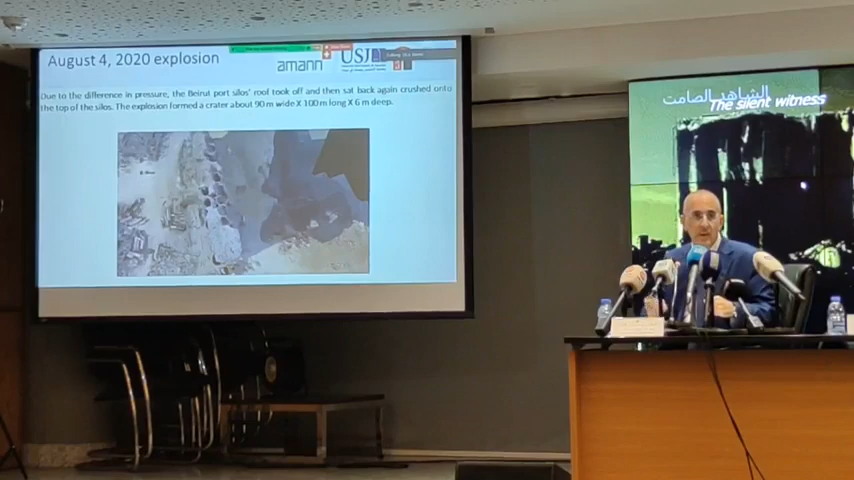 August 4, 2020 explosion
amann
USJ
Due to the difference in pressure, the Beirut port silos' roof took off and then sat back again crushed onto
the top of the silos. The explosion formed a crater about 90 m wide X 100 m long X 6 m deep.
الشاهد الصامت
The silent witness